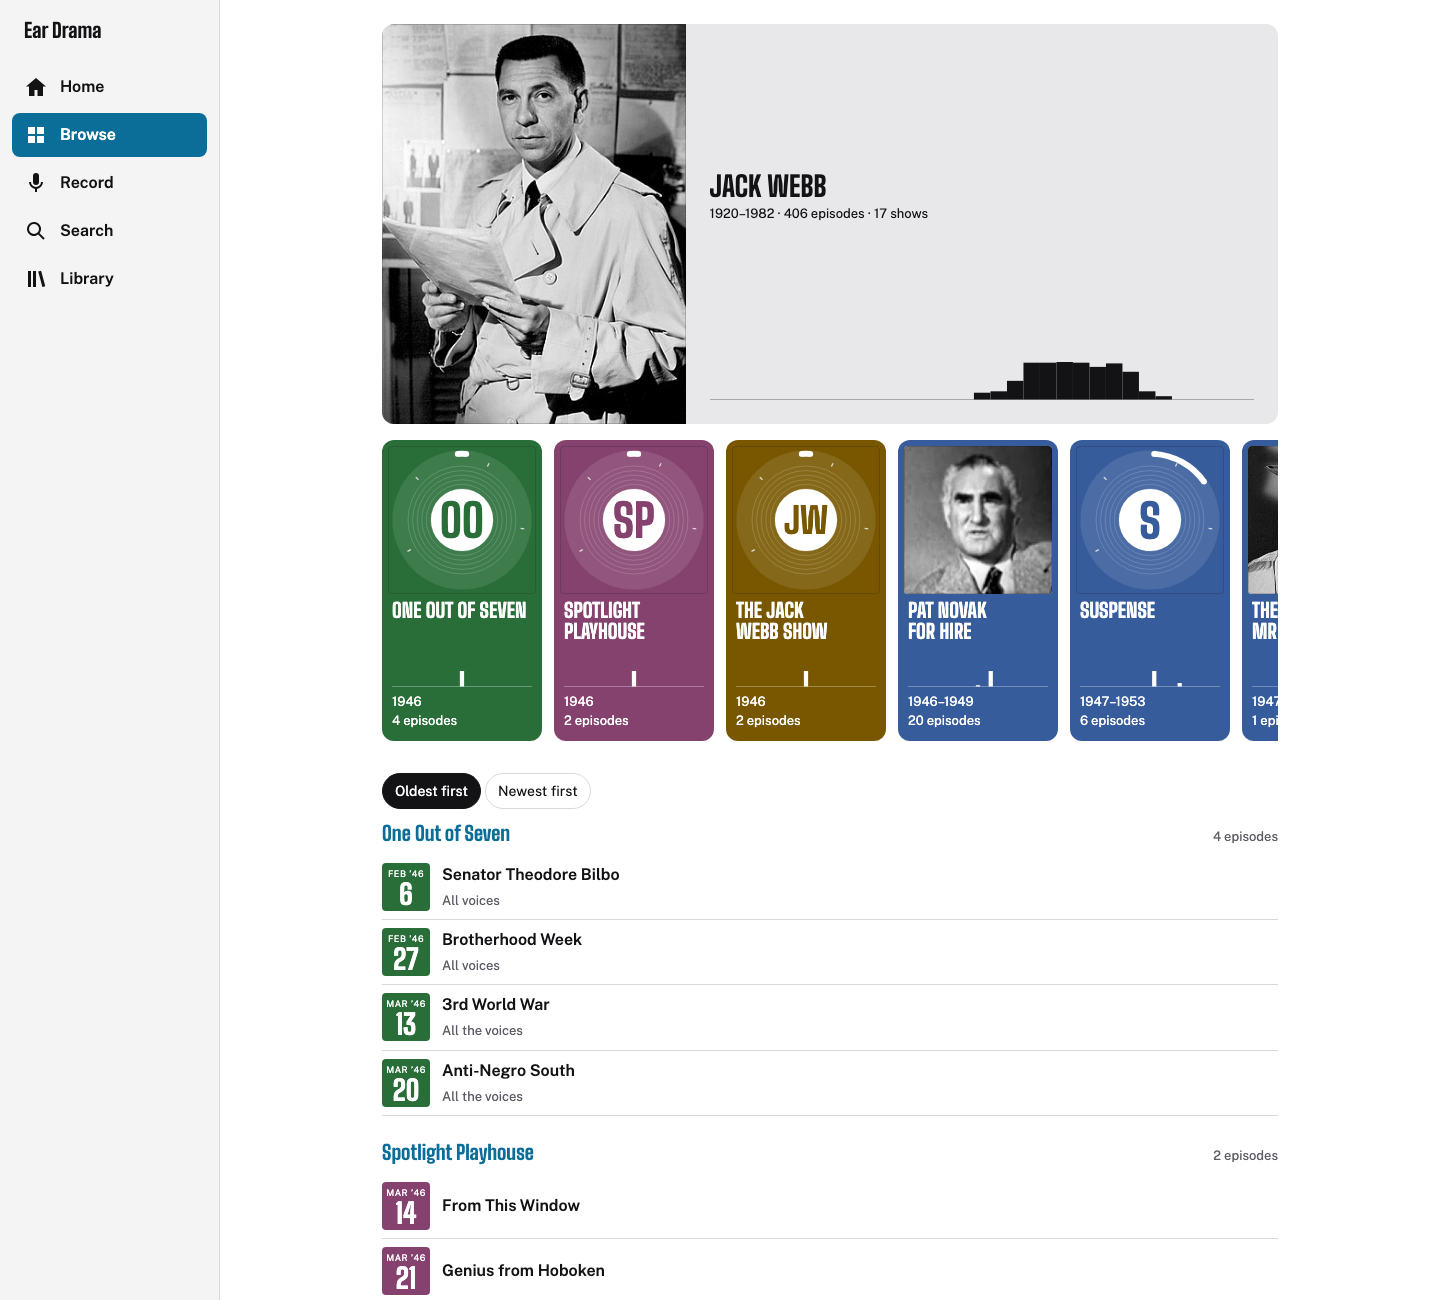 Ear Drama
Home
Browse
Record
Search
Library
JACK WEBB
1920–1982 · 406 episodes · 17 shows
OO
ONE OUT OF SEVEN
1946
4 episodes
SP
SPOTLIGHT
PLAYHOUSE
1946
2 episodes
JW
THE JACK
WEBB SHOW
1946
2 episodes
PAT NOVAK
FOR HIRE
1946–1949
20 episodes
S
SUSPENSE
1947–1953
6 episodes
THE
MR
1947
1 epi
Oldest first
Newest first
One Out of Seven
4 episodes
FEB '46
6
Senator Theodore Bilbo
All voices
FEB '46
27
Brotherhood Week
All voices
MAR '46
13
3rd World War
All the voices
MAR '46
20
Anti-Negro South
All the voices
Spotlight Playhouse
2 episodes
MAR '46
14
From This Window
MAR '46
21
Genius from Hoboken